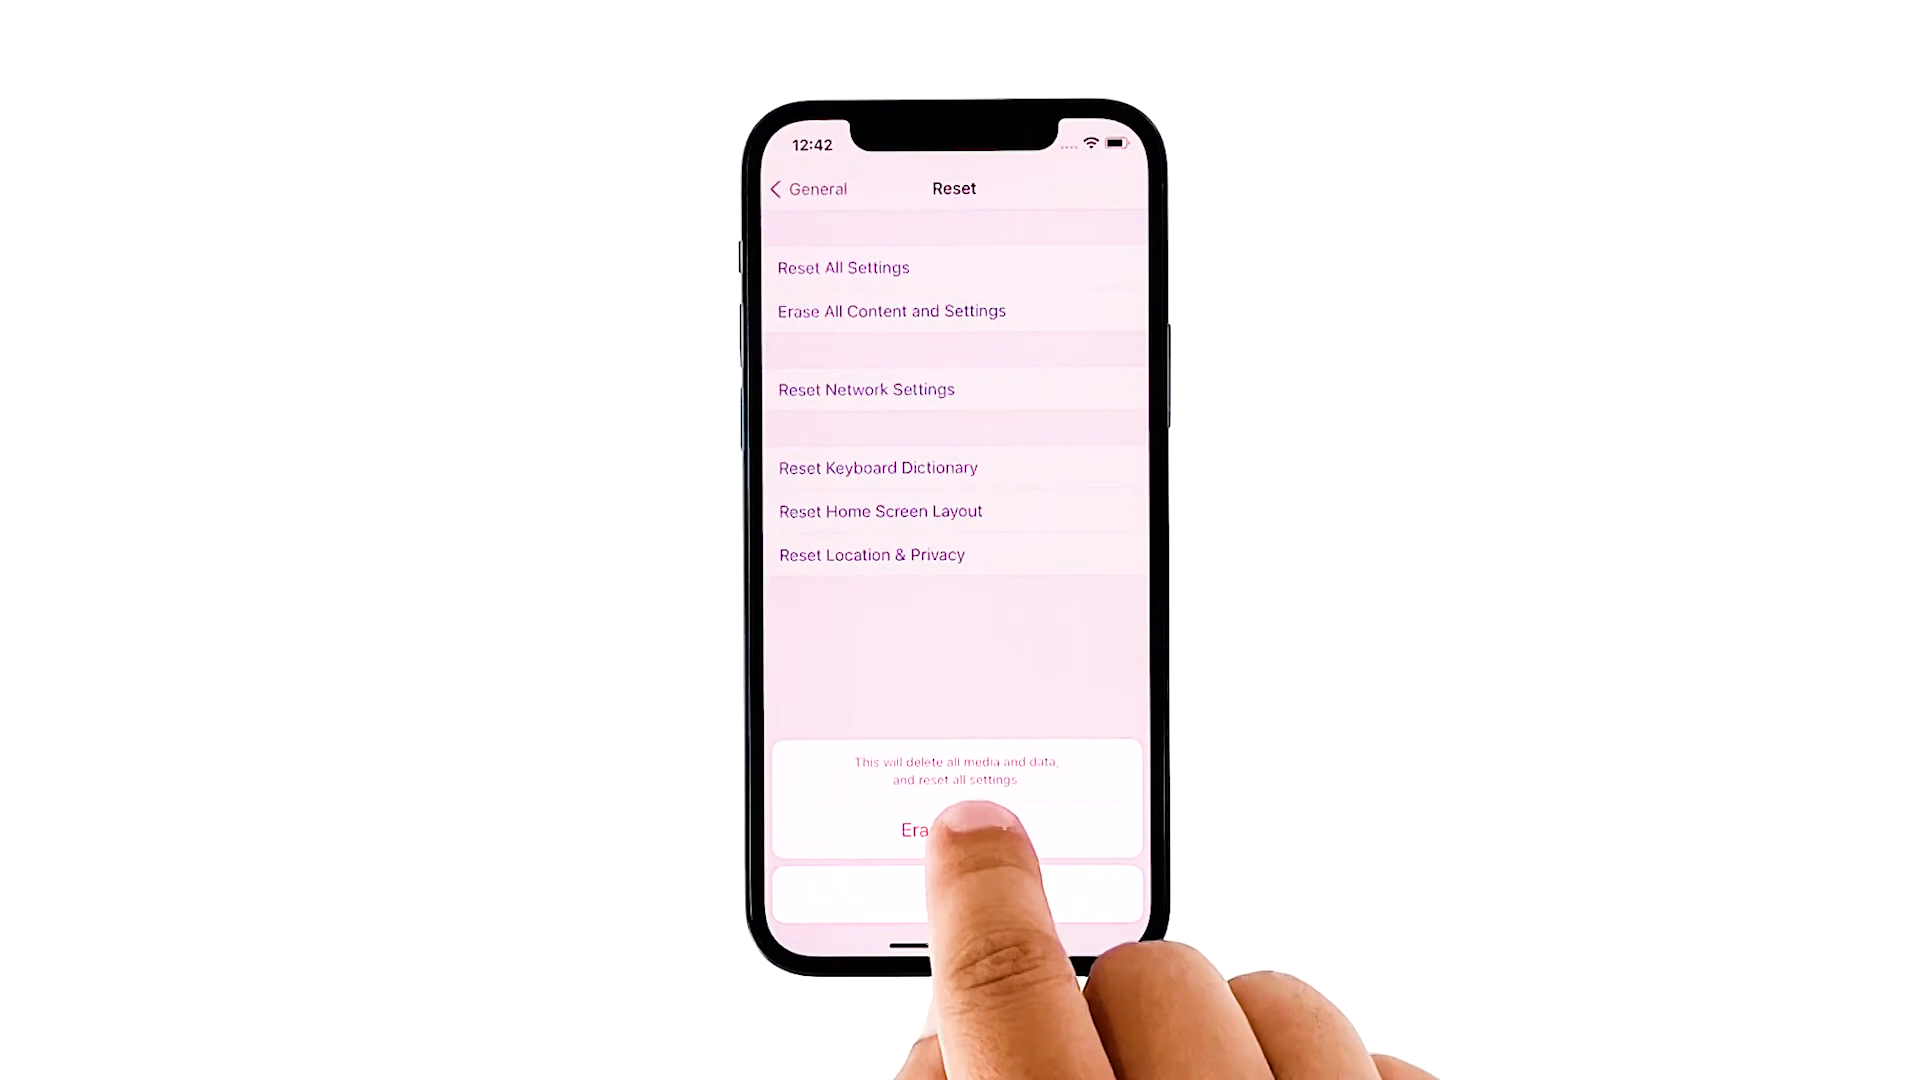 12:42
General
Reset
Reset All Settings
Erase All Content and Settings
Reset Network Settings
Reset Keyboard Dictionary
Reset Home Screen Layout
Reset Location & Privacy
This will delete all media and data,
and reset all settings